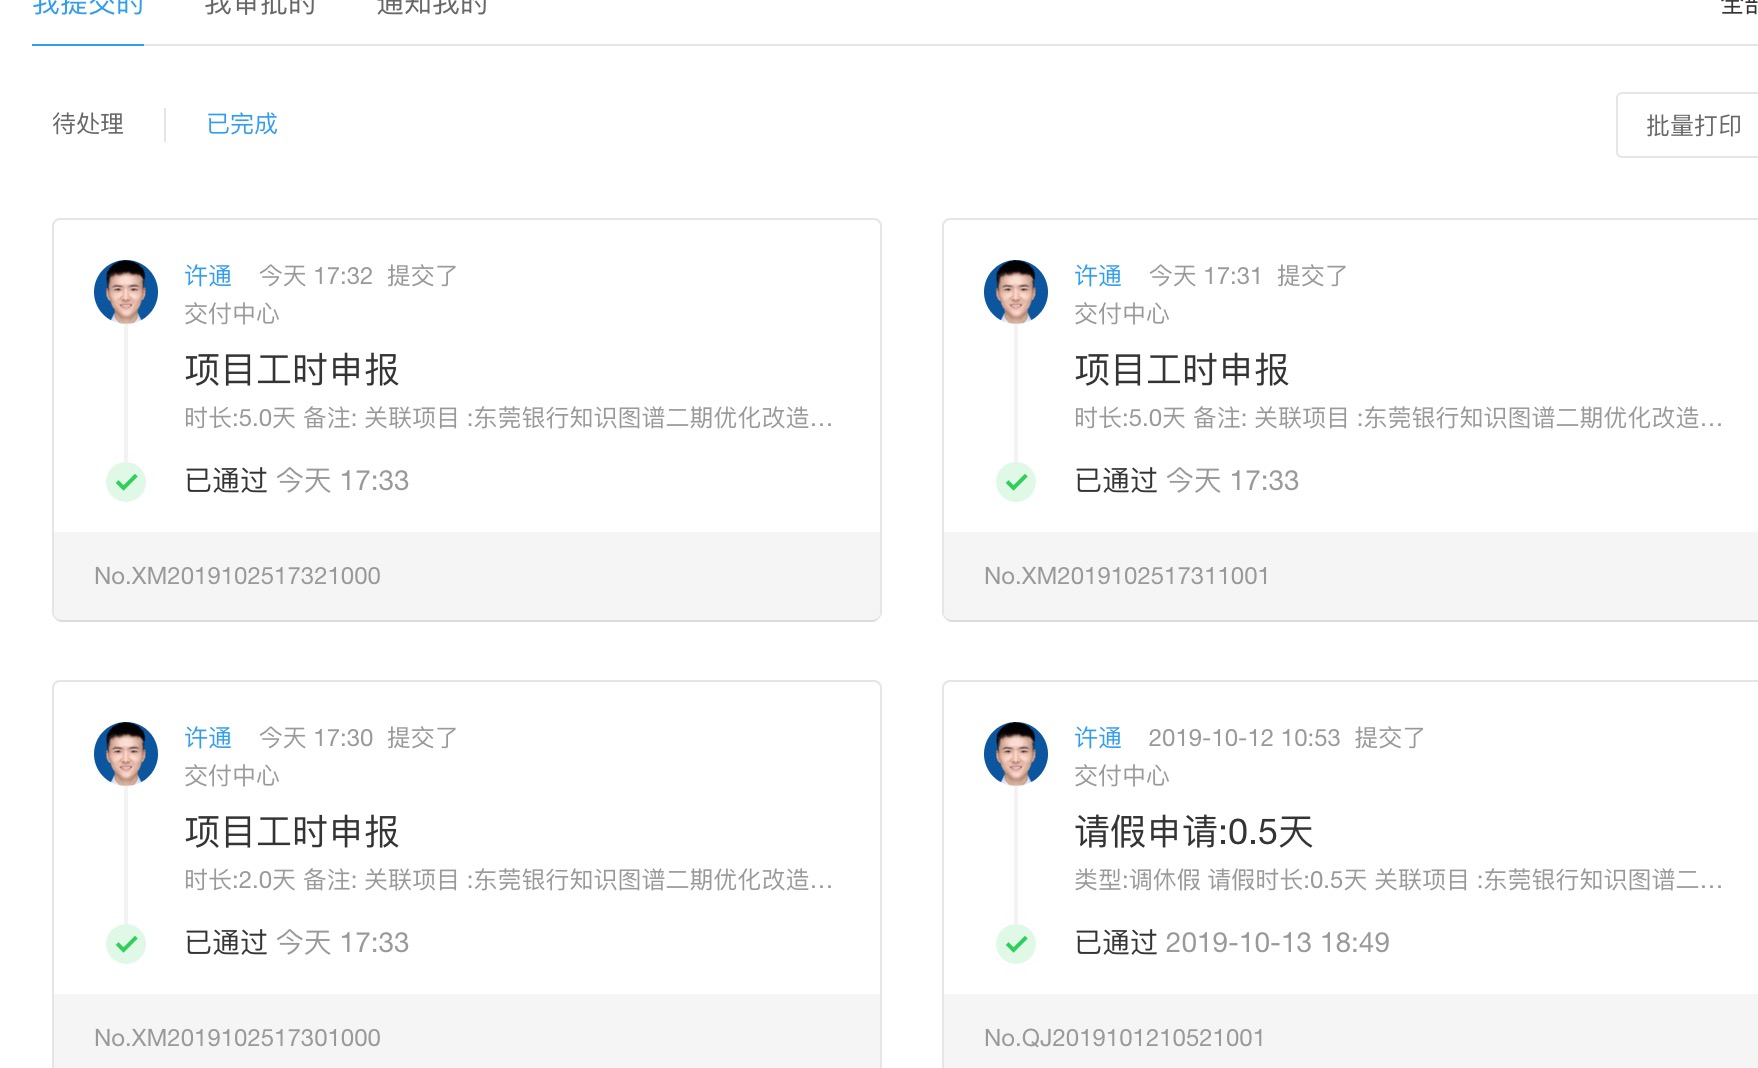 我提交的 我审批的 通知我的 全部
待处理 已完成 批量打印
许通 今天 17:32 提交了
交付中心
项目工时申报
时长:5.0天 备注: 关联项目 :东莞银行知识图谱二期优化改造...
已通过 今天 17:33
No.XM2019102517321000
许通 今天 17:31 提交了
交付中心
项目工时申报
时长:5.0天 备注: 关联项目 :东莞银行知识图谱二期优化改造...
已通过 今天 17:33
No.XM2019102517311001
许通 今天 17:30 提交了
交付中心
项目工时申报
时长:2.0天 备注: 关联项目 :东莞银行知识图谱二期优化改造...
已通过 今天 17:33
No.XM2019102517301000
许通 2019-10-12 10:53 提交了
交付中心
请假申请:0.5天
类型:调休假 请假时长:0.5天 关联项目 :东莞银行知识图谱二...
已通过 2019-10-13 18:49
No.QJ2019101210521001